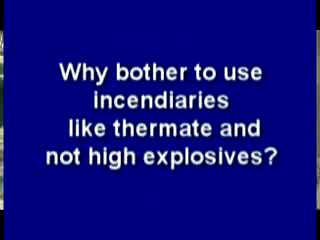 Why bother to use
incendiaries
like thermate and
not high explosives?